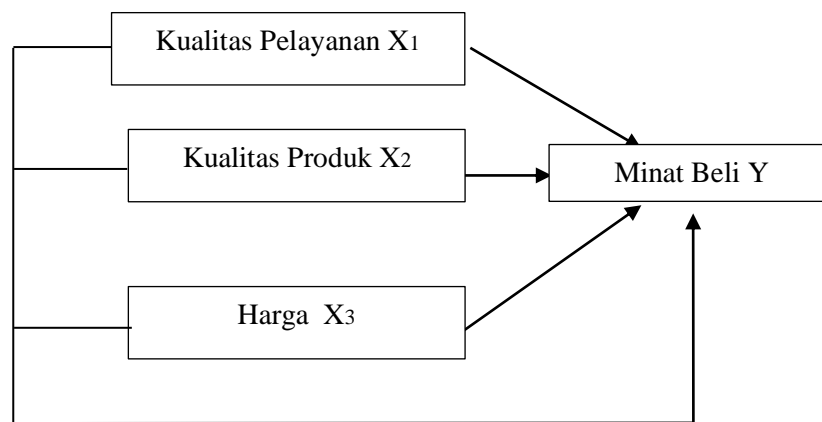 Kualitas Pelayanan X1
Kualitas Produk X2
Minat Beli Y
Harga X3